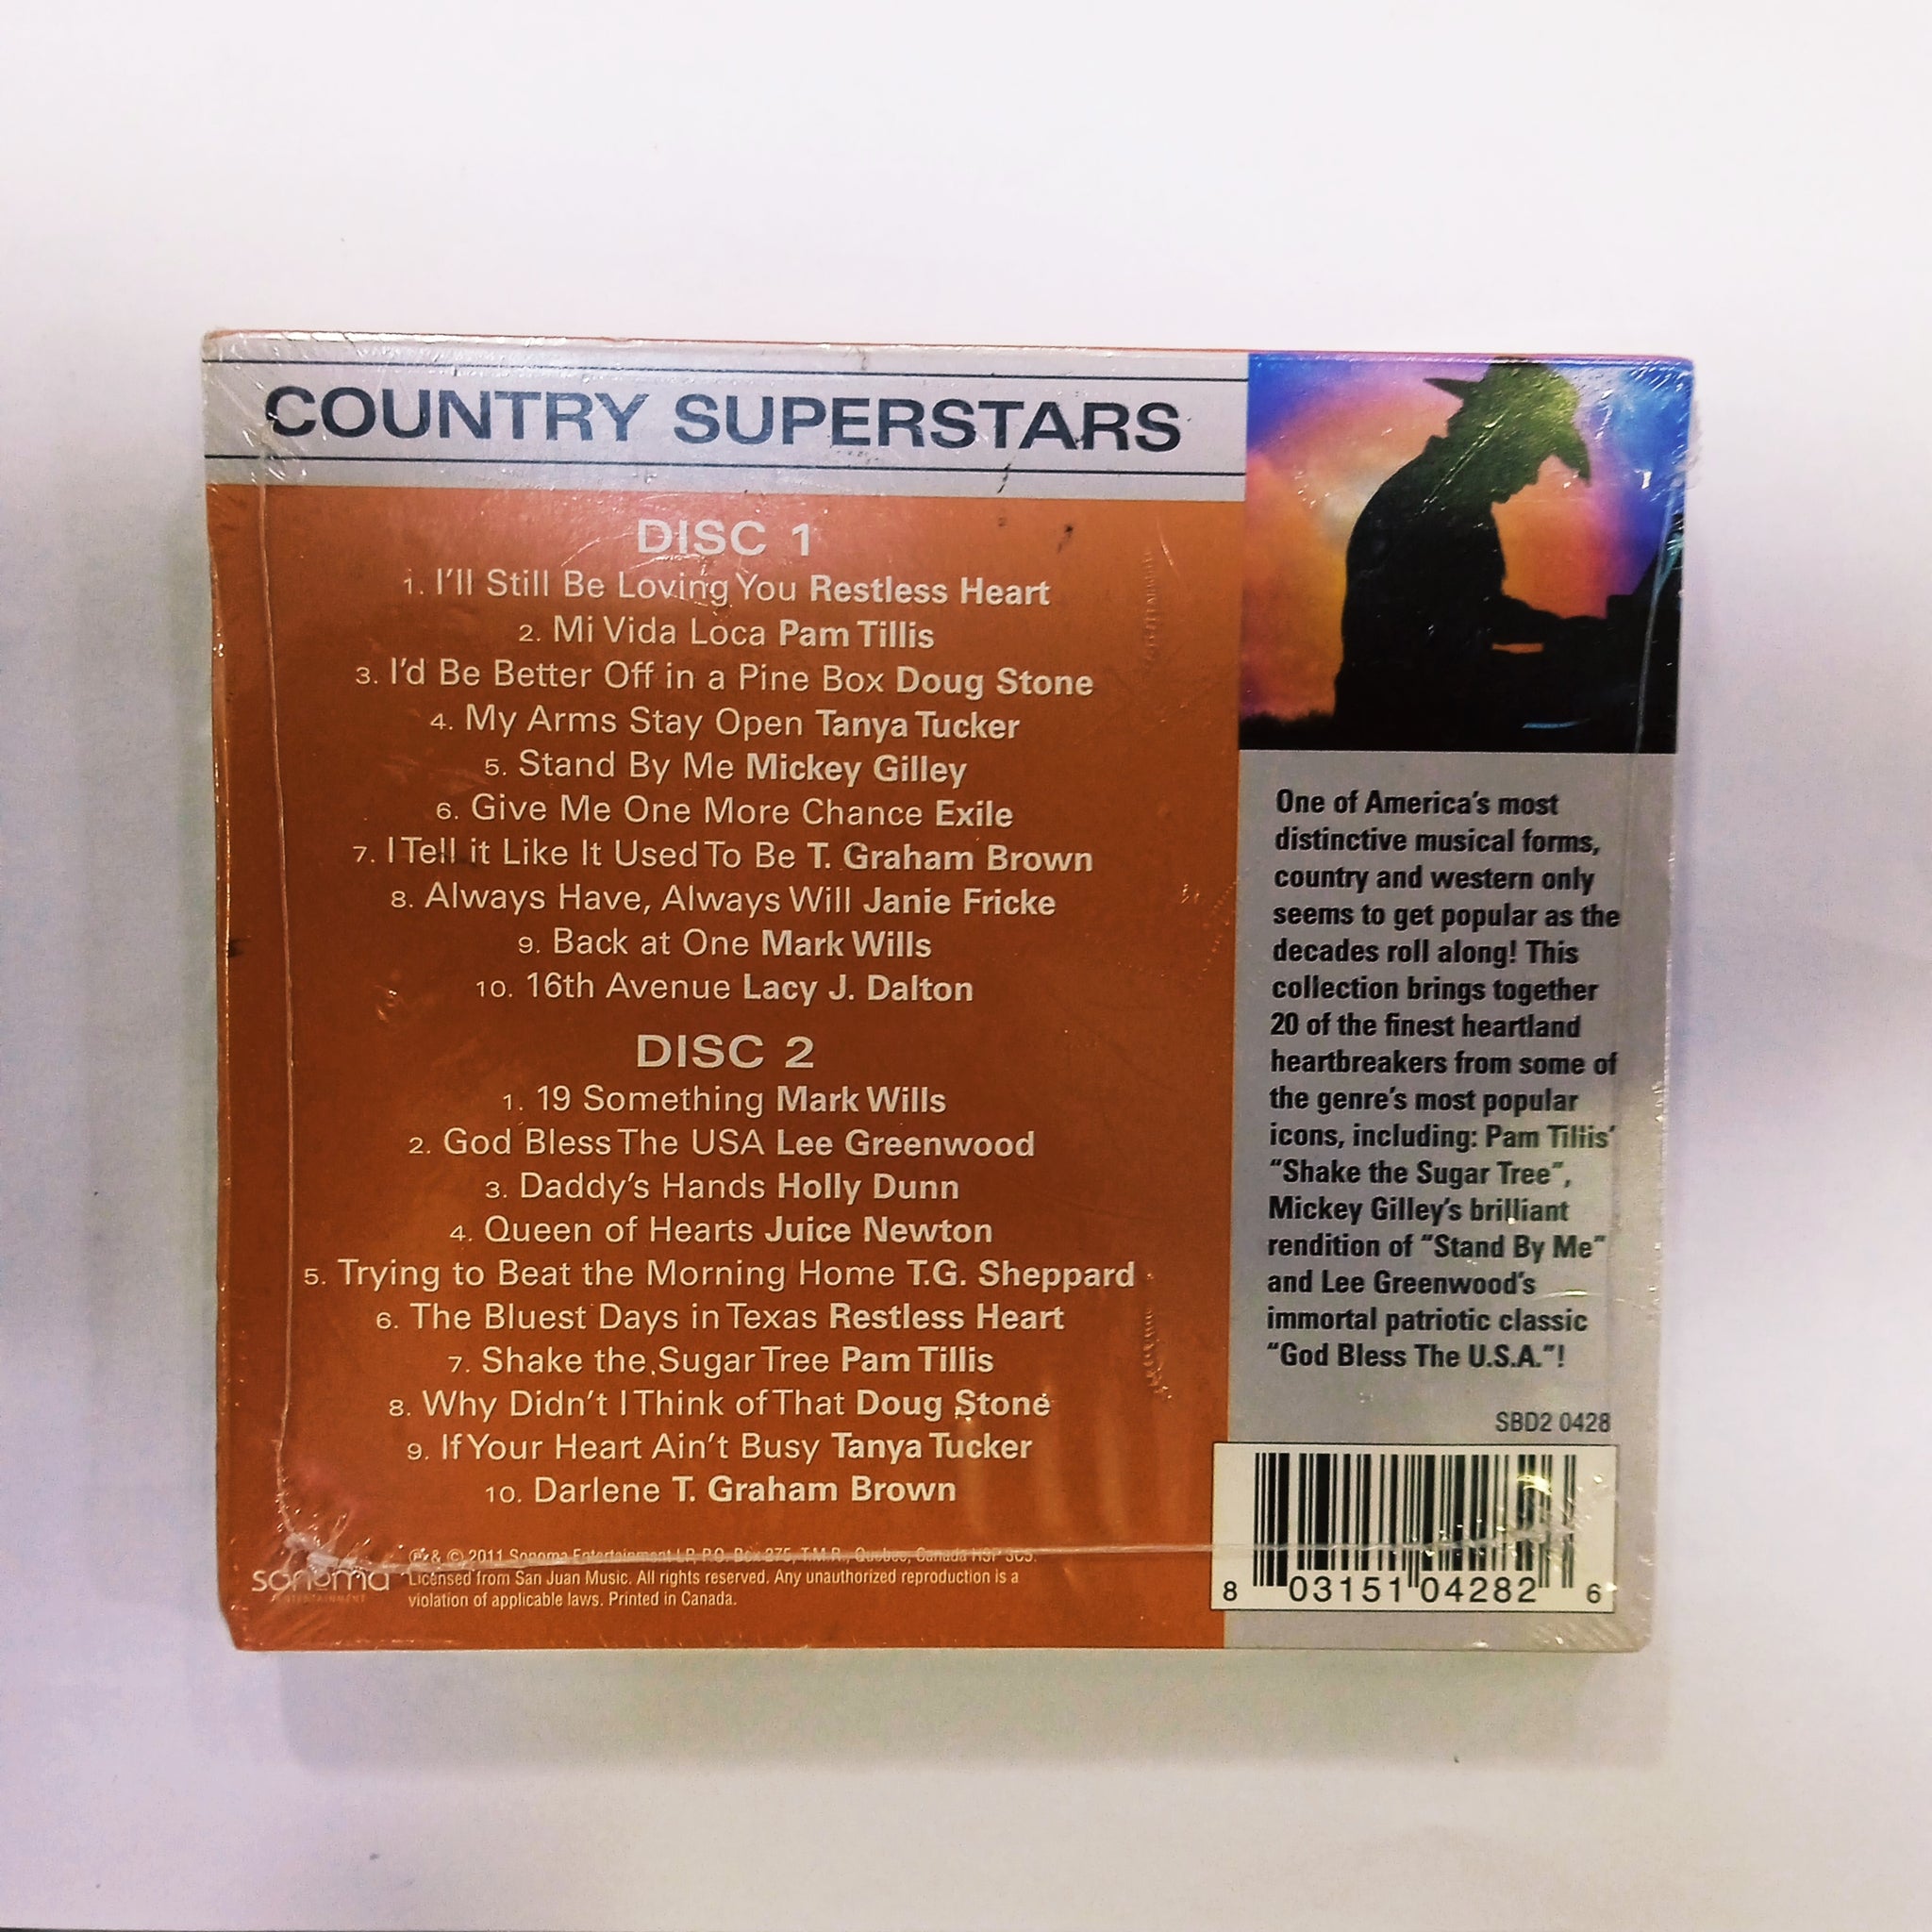 COUNTRY SUPERSTARS
DISC 1
1. I'll Still Be Loving You Restless Heart
2. Mi Vida Loca Pam Tillis
3. I'd Be Better Off in a Pine Box Doug Stone
4. My Arms Stay Open Tanya Tucker
5. Stand By Me Mickey Gilley
6. Give Me One More Chance Exile
7. I Tell it Like It Used To Be T. Graham Brown
8. Always Have, Always Will Janie Fricke
9. Back at One Mark Wills
10. 16th Avenue Lacy J. Dalton
DISC 2
1. 19 Something Mark Wills
2. God Bless The USA Lee Greenwood
3. Daddy's Hands Holly Dunn
4. Queen of Hearts Juice Newton
5. Trying to Beat the Morning Home T.G. Sheppard
6. The Bluest Days in Texas Restless Heart
7. Shake the Sugar Tree Pam Tillis
8. Why Didn't I Think of That Doug Stone
9. If Your Heart Ain't Busy Tanya Tucker
10. Darlene T. Graham Brown
sonoma
ENTERTAINMENT
℗ & © 2011 Sonoma Entertainment LP, P.O. Box 275, T.M.R., Quebec, Canada
Licensed from San Juan Music. All rights reserved. Any unauthorized reproduction is a
violation of applicable laws. Printed in Canada.
One of America's most
distinctive musical forms,
country and western only
seems to get popular as the
decades roll along! This
collection brings together
20 of the finest heartland
heartbreakers from some of
the genre's most popular
icons, including: Pam Tillis'
"Shake the Sugar Tree",
Mickey Gilley's brilliant
rendition of "Stand By Me"
and Lee Greenwood's
immortal patriotic classic
"God Bless The U.S.A."!
SBD2 0428
8 03151 04282 6